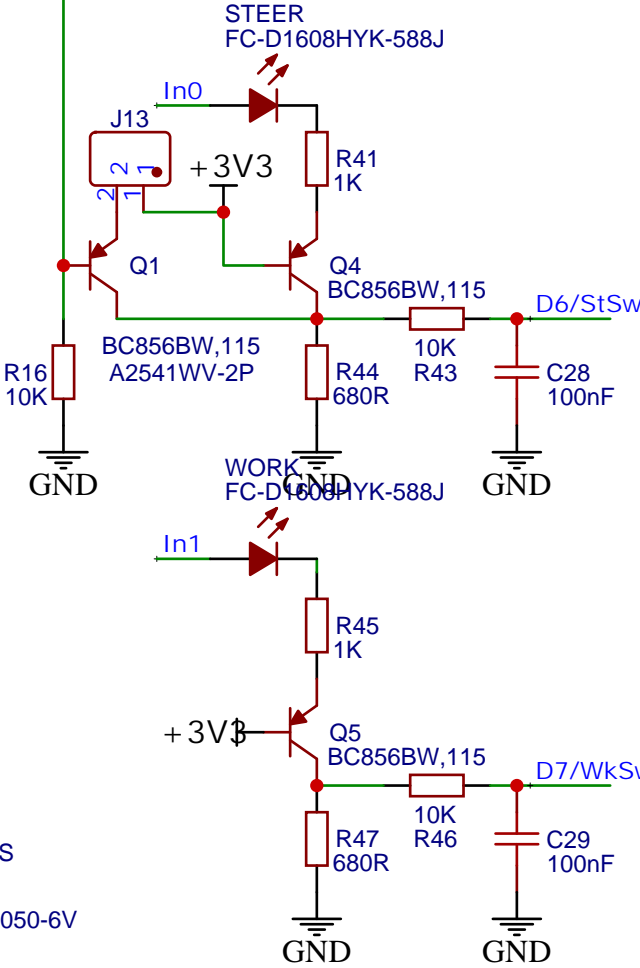 STEER
FC-D1608HYK-588J
In0
J13
2
1
2
1
+3V3
R41
1K
Q1
Q4
BC856BW,115
D6/StSw
BC856BW,115
A2541WV-2P
R16
10K
R44
680R
10K
R43
C28
100nF
GND
GND
GND
WORK
FC-D1608HYK-588J
In1
R45
1K
+3V3
Q5
BC856BW,115
D7/WkSw
10K
R46
R47
680R
C29
100nF
S
050-6V
GND
GND